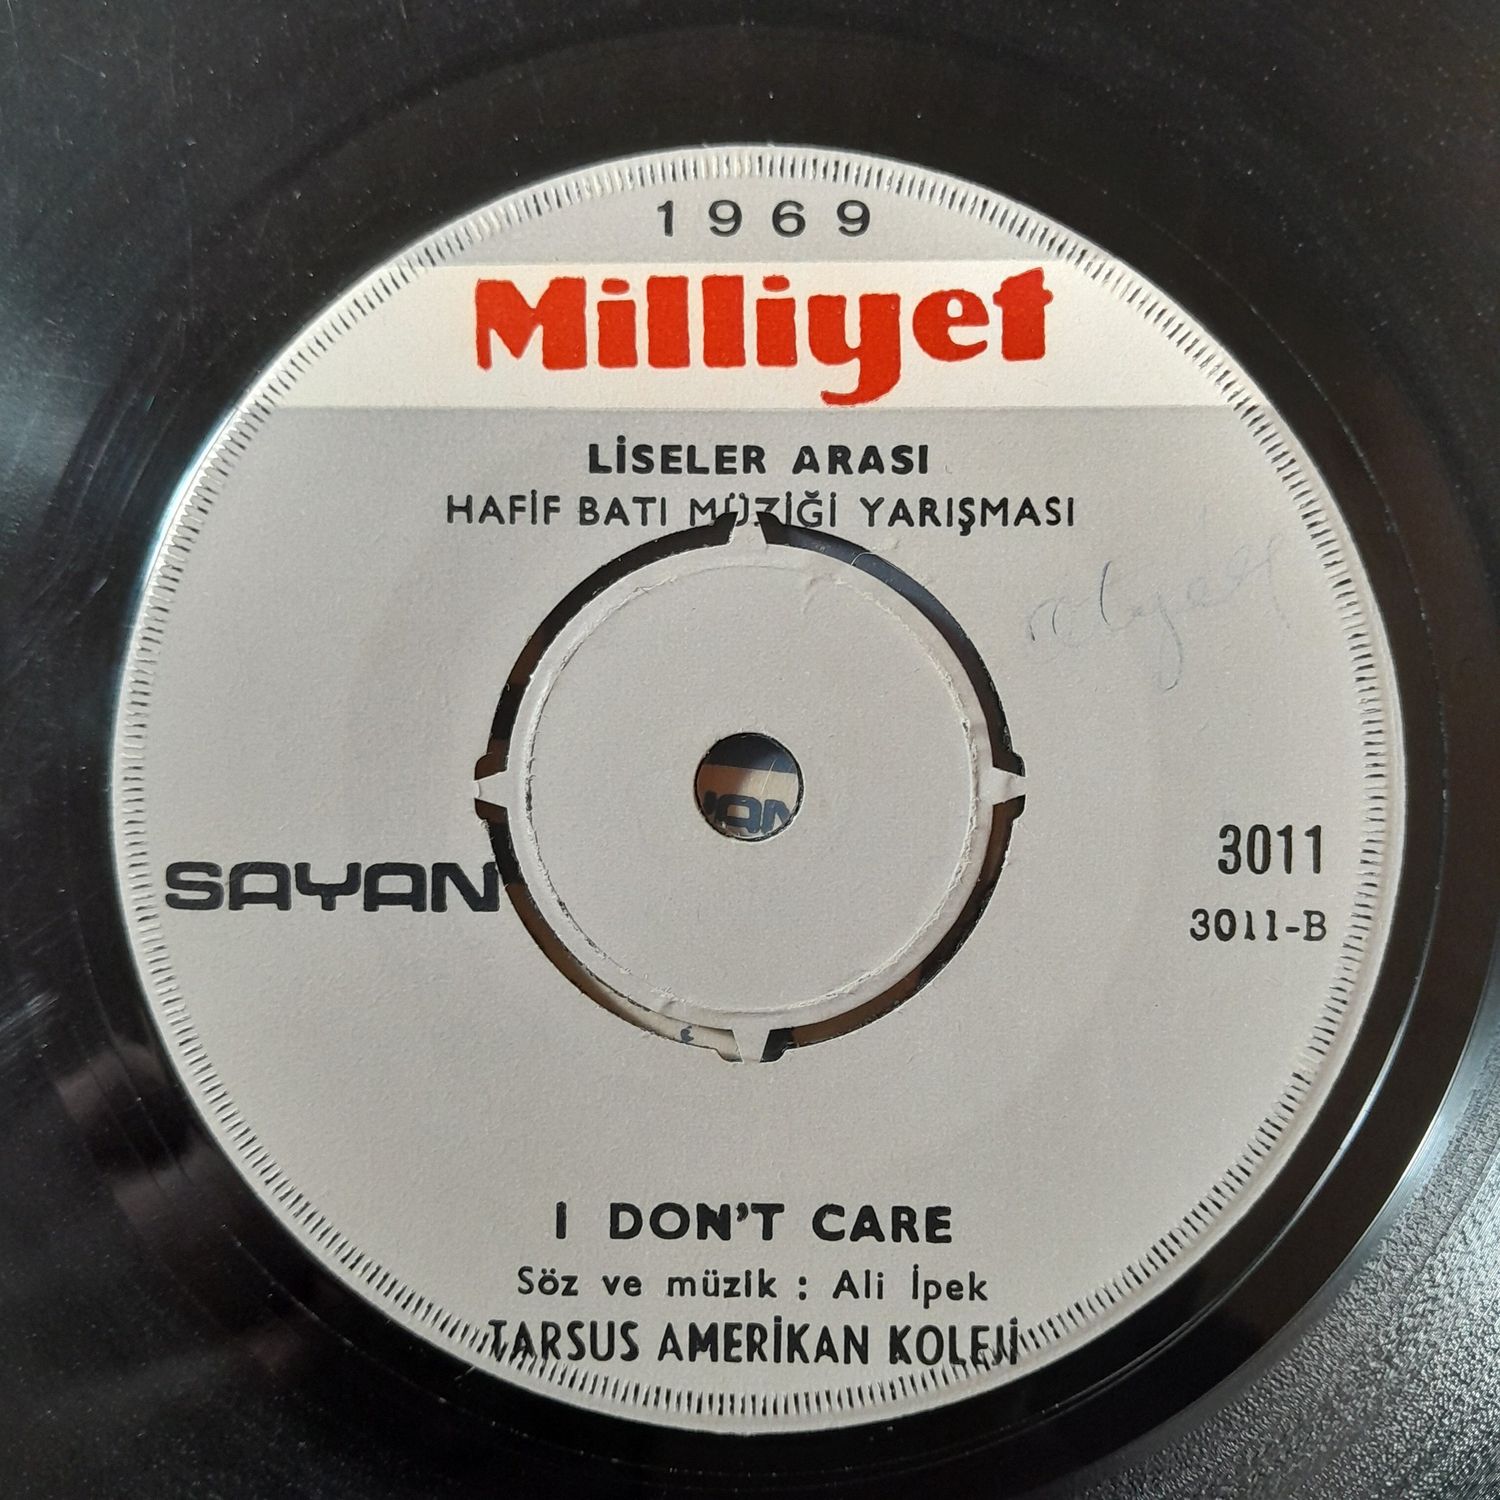 1969
Milliyet
LİSELER ARASI
HAFİF BATI MÜZİĞİ YARIŞMASI
SAYAN
3011
3011-B
I DON'T CARE
Söz ve müzik : Ali İpek
TARSUS AMERİKAN KOLEJİ